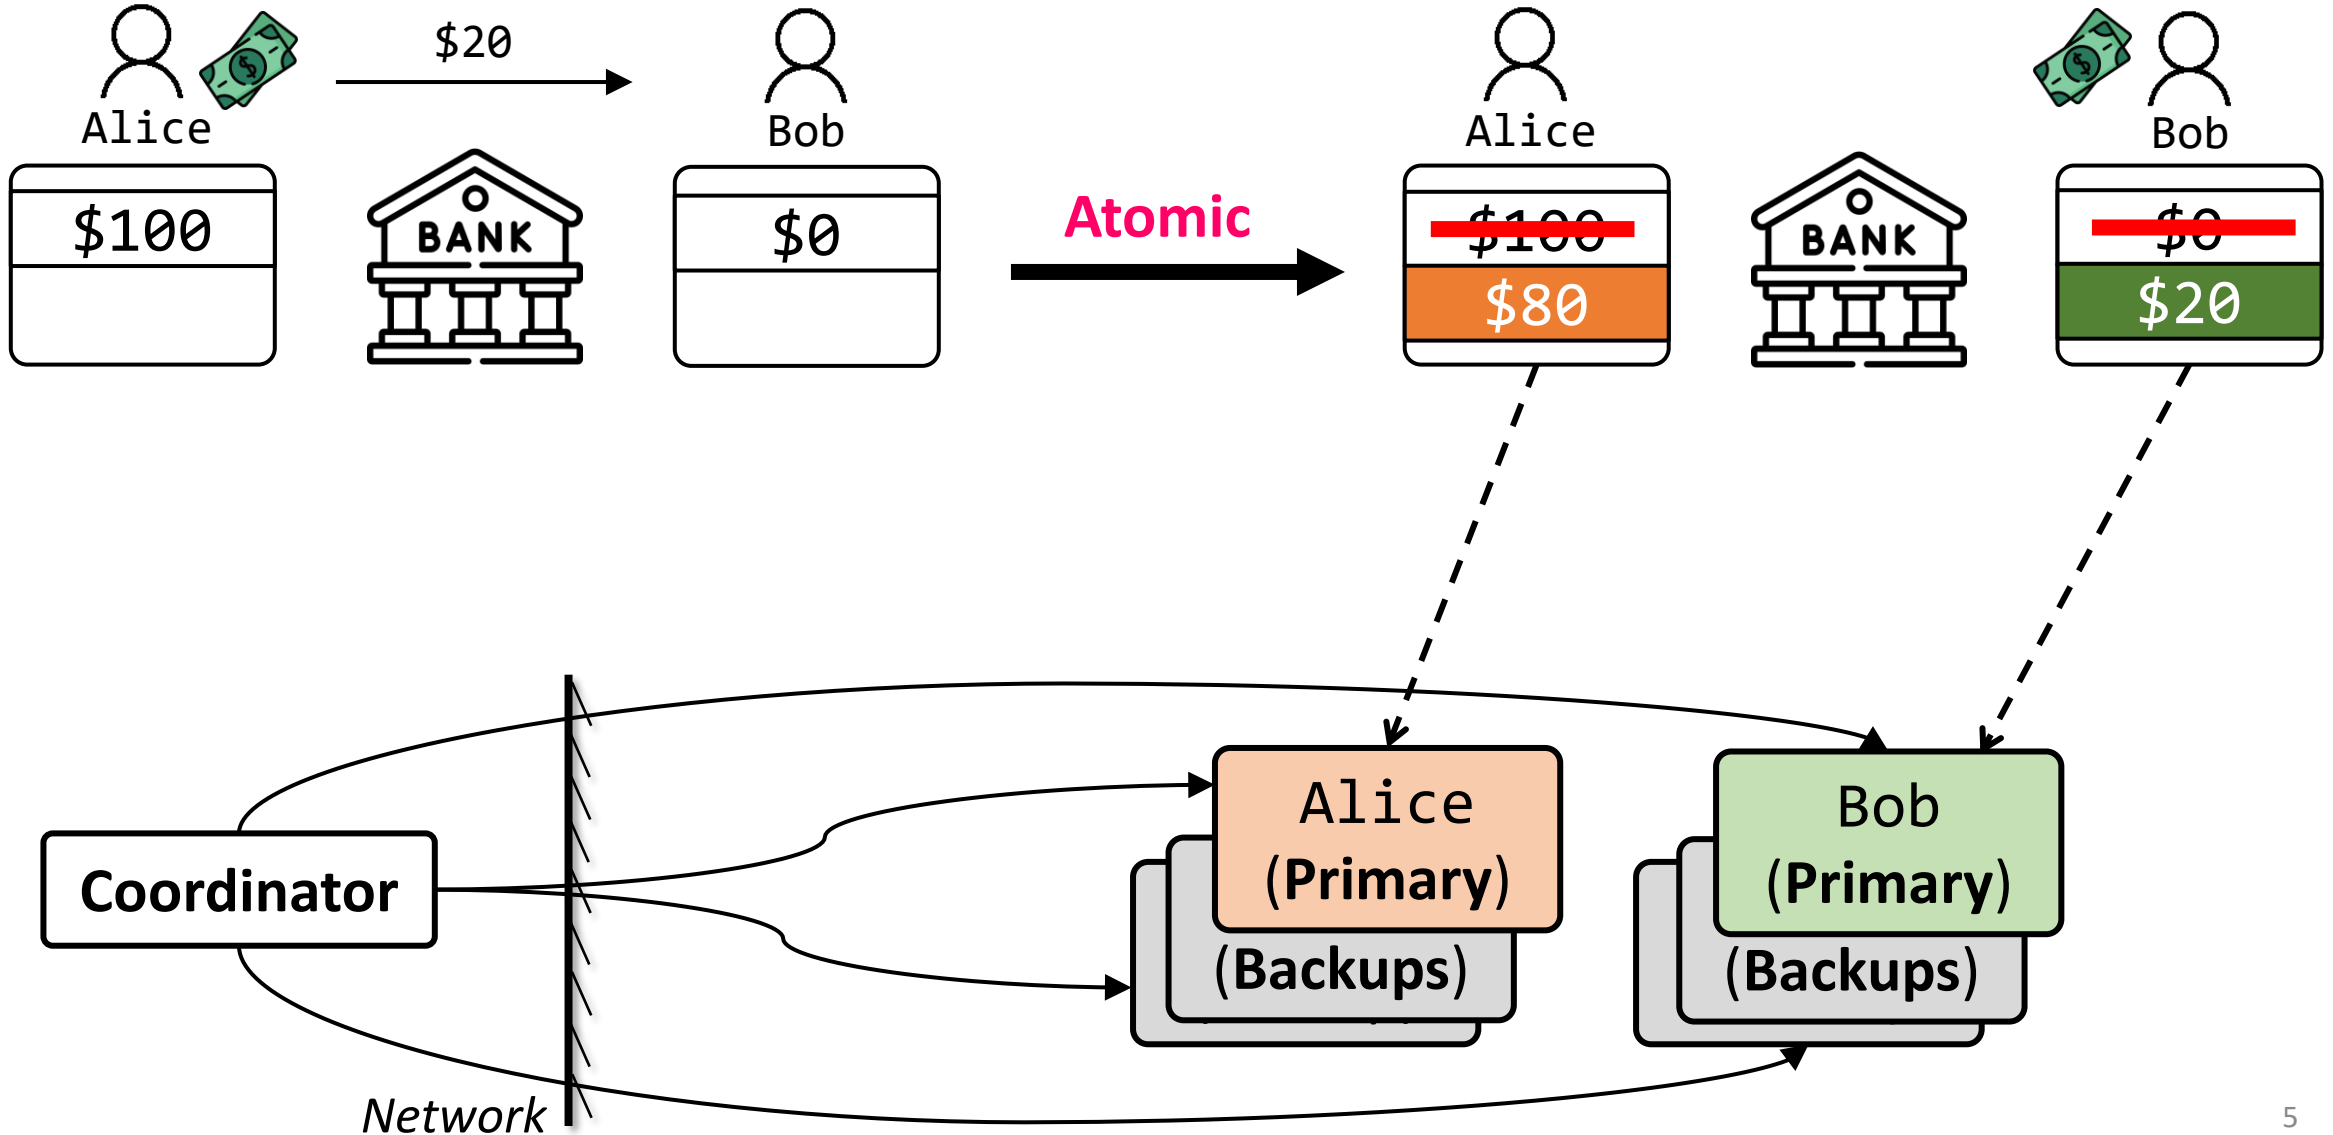 $20
Alice
Bob
Alice
Bob
$100
BANK
$0
Atomic
$100
$80
BANK
$0
$20
Coordinator
Alice
(Primary)
(Backups)
Bob
(Primary)
(Backups)
Network
5